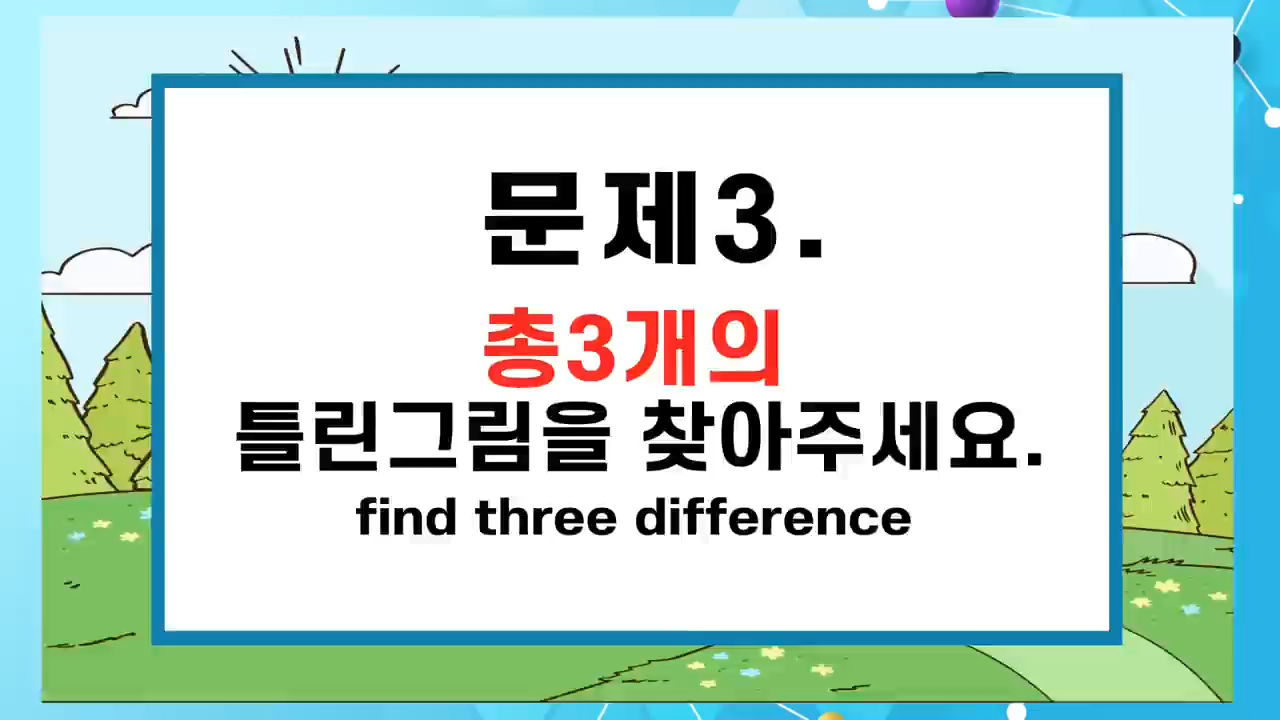 문제3.
총3개의
틀린그림을 찾아주세요.
find three difference